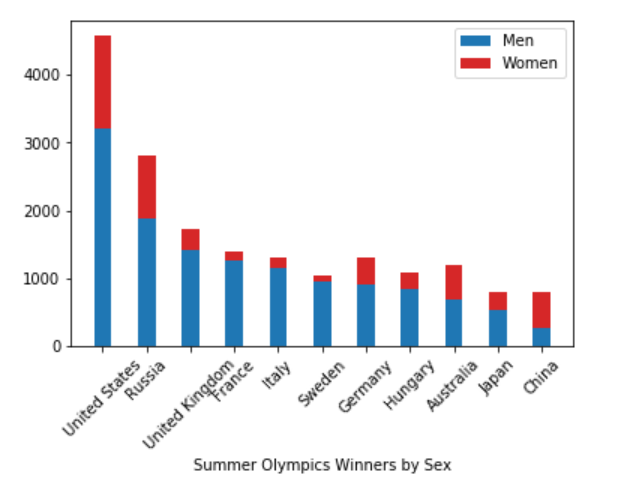 Men
Women
4000
3000
2000
1000
0
United States
Russia
United Kingdom
France
Italy
Sweden
Germany
Hungary
Australia
Japan
China
Summer Olympics Winners by Sex